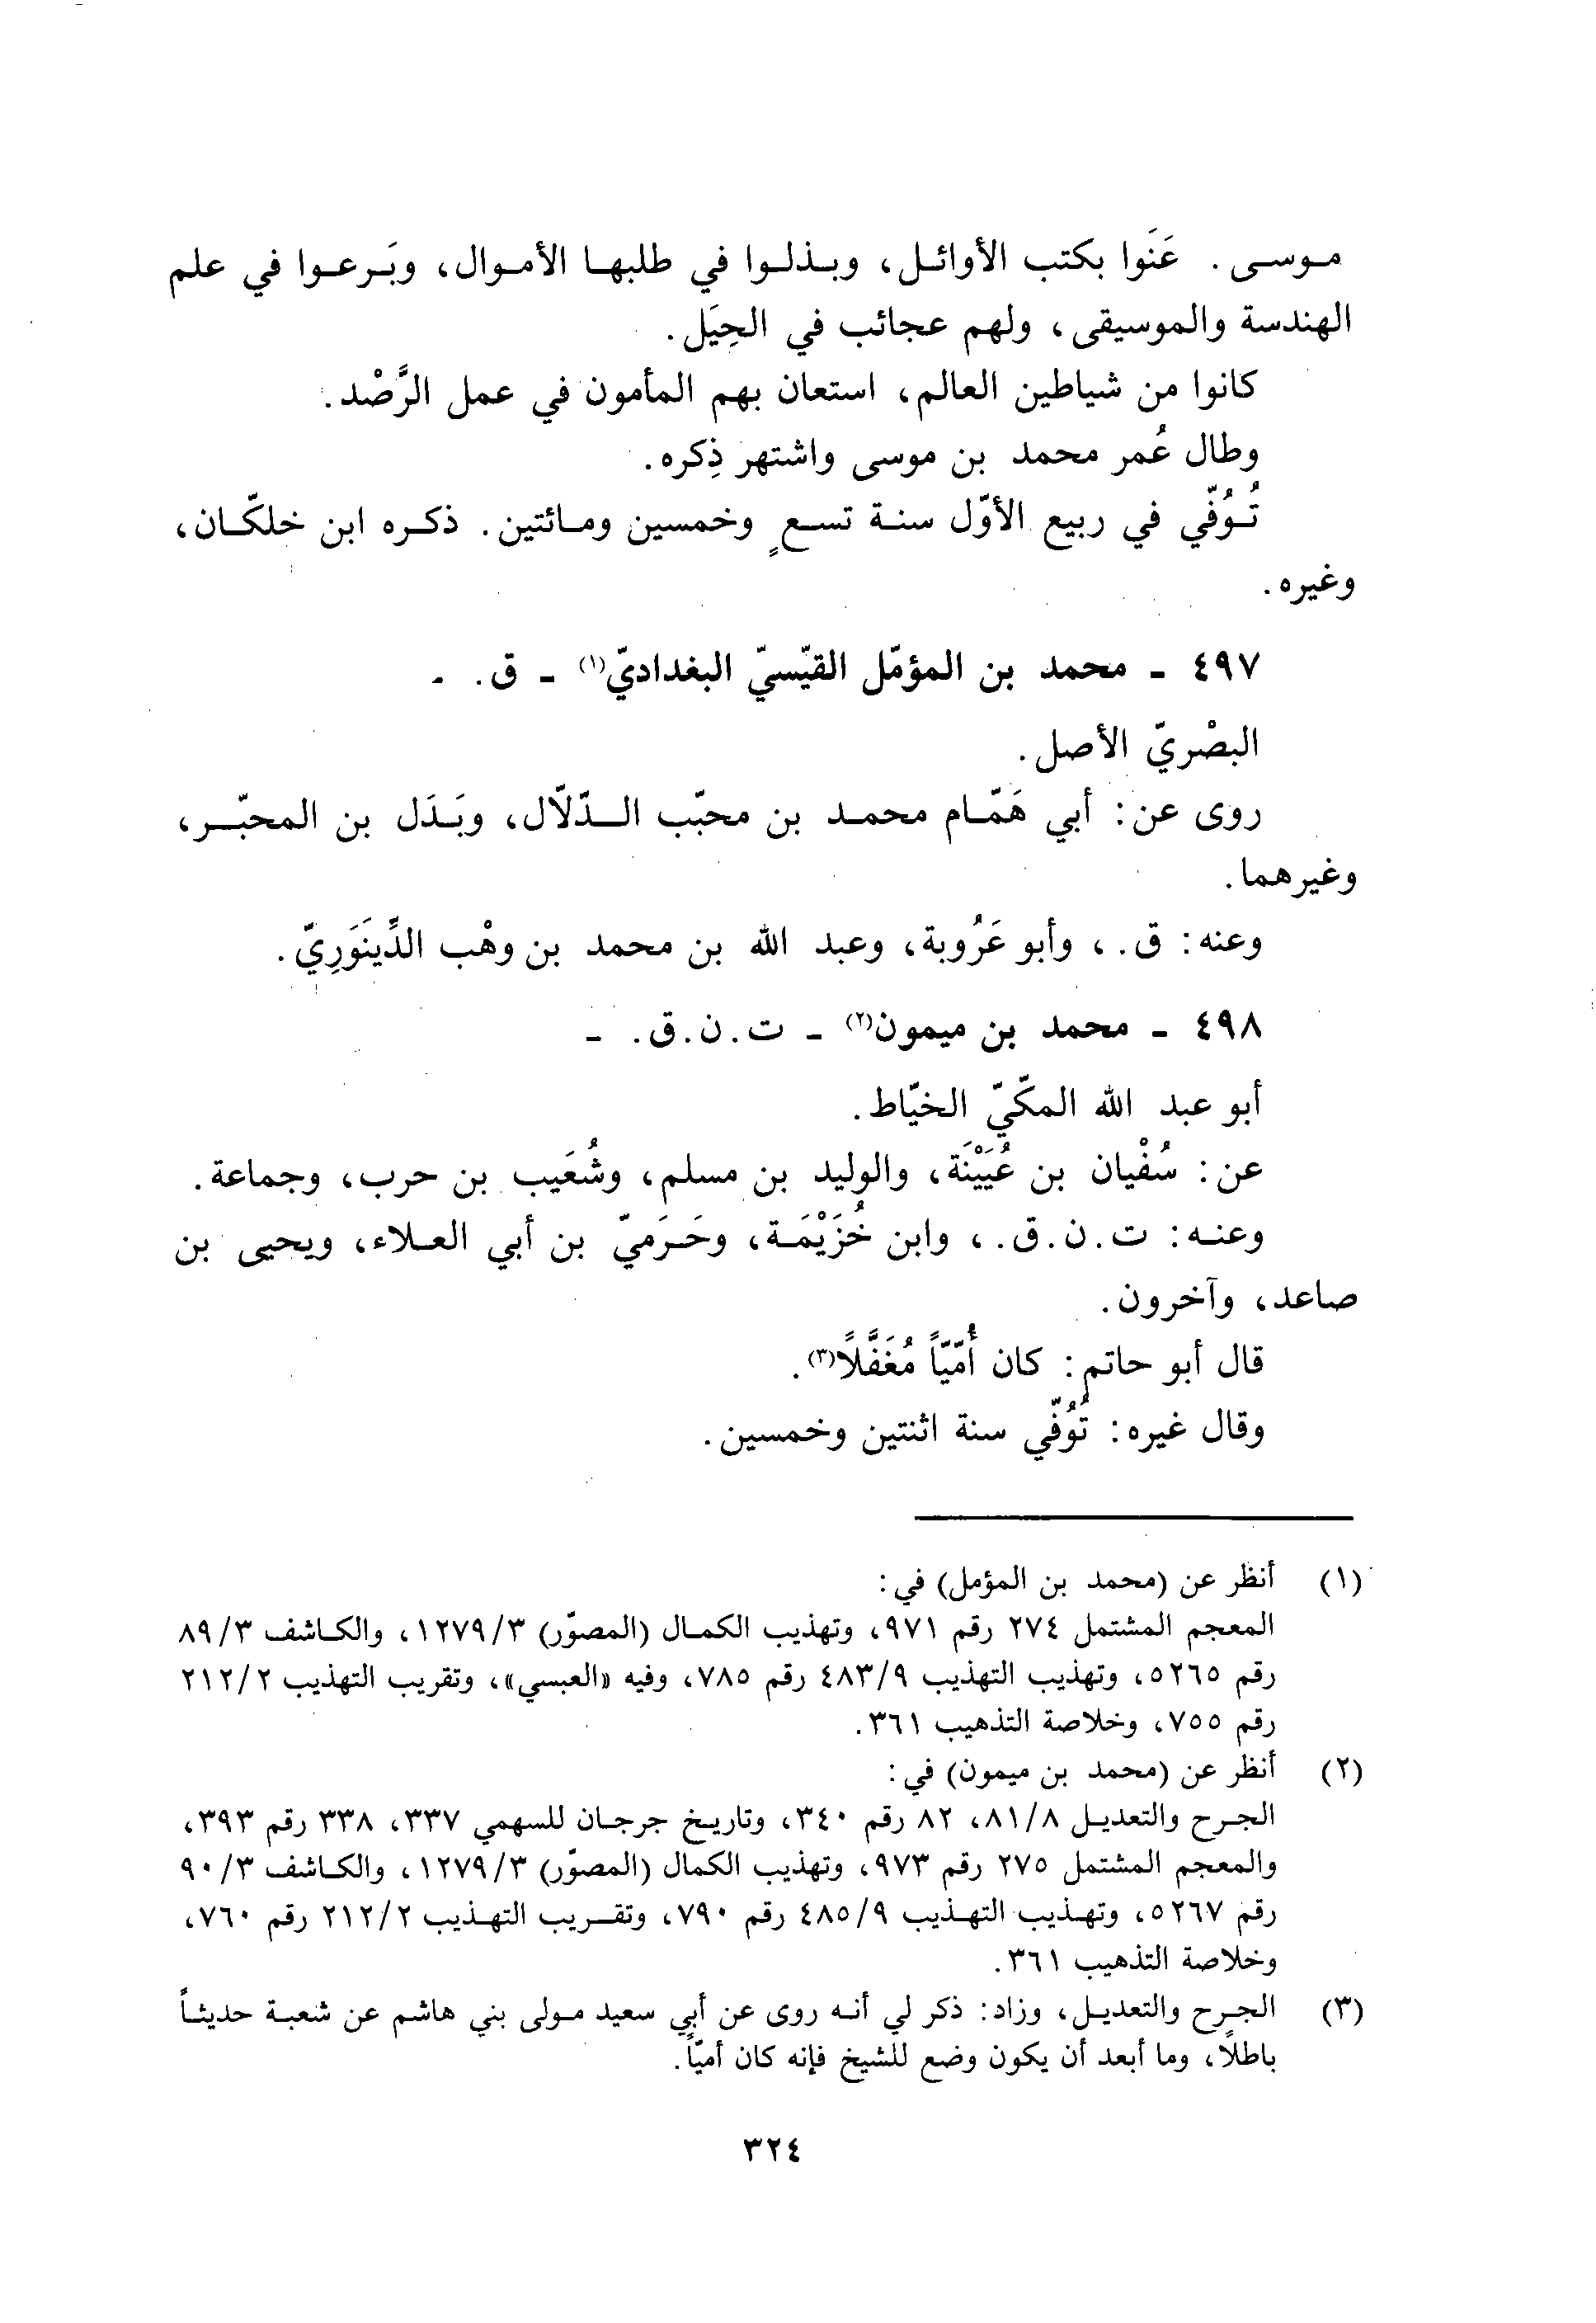 موسى. عَنَوا بكتب الأوائل، وبذلوا في طلبها الأموال، وبَرعوا في علم
الهندسة والموسيقى، ولهم عجائب في الحِيَل.
كانوا من شياطين العالم، استعان بهم المأمون في عمل الرَّصْد.
وطال عُمر محمد بن موسى واشتهر ذِكره.
تُوُفّي في ربيع الأوّل سنة تسعٍ وخمسين ومائتين. ذكره ابن خلكّان،
وغيره.
٤٩٧ - محمد بن المؤمّل القيّسيّ البغداديّ(١) - ق. -
البصْريّ الأصل.
روى عن: أبي هَمّام محمد بن محبّب الدّلّال، وبَدَل بن المحبّر،
وغيرهما.
وعنه: ق.، وأبو عَرُوبة، وعبد الله بن محمد بن وهْب الدِّينَوَرِيّ.
٤٩٨ - محمد بن ميمون(٢) - ت.ن.ق. -
أبو عبد الله المكّيّ الخيّاط.
عن: سُفْيان بن عُيَيْنَة، والوليد بن مسلم، وشُعَيب بن حرب، وجماعة.
وعنه: ت.ن.ق.، وابن خُزَيْمَة، وحَرَميّ بن أبي العلاء، ويحيى بن
صاعد، وآخرون.
قال أبو حاتم: كان أُمّيّاً مُغَفَّلاً(٣).
وقال غيره: تُوُفّي سنة اثنتين وخمسين.
(١) أنظر عن (محمد بن المؤمل) في:
المعجم المشتمل ٢٧٤ رقم ٩٧١، وتهذيب الكمال (المصوّر) ١٢٧٩/٣، والكاشف ٨٩/٣
رقم ٥٢٦٥، وتهذيب التهذيب ٤٨٣/٩ رقم ٧٨٥، وفيه «العبسي»، وتقريب التهذيب ٢١٢/٢
رقم ٧٥٥، وخلاصة التذهيب ٣٦١.
(٢) أنظر عن (محمد بن ميمون) في:
الجرح والتعديل ٨١/٨، ٨٢ رقم ٣٤٠، وتاريخ جرجان للسهمي ٣٣٧، ٣٣٨ رقم ٣٩٣،
والمعجم المشتمل ٢٧٥ رقم ٩٧٣، وتهذيب الكمال (المصوّر) ١٢٧٩/٣، والكاشف ٩٠/٣
رقم ٥٢٦٧، وتهذيب التهذيب ٤٨٥/٩ رقم ٧٩٠، وتقريب التهذيب ٢١٢/٢ رقم ٧٦٠،
وخلاصة التذهيب ٣٦١.
(٣) الجرح والتعديل، وزاد: ذكر لي أنه روى عن أبي سعيد مولى بني هاشم عن شعبة حديثاً
باطلاً، وما أبعد أن يكون وضع للشيخ فإنه كان أميّاً.
٣٢٤